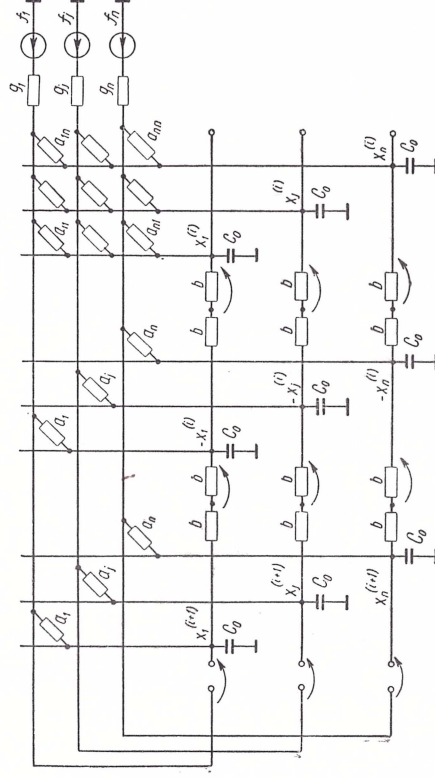 g₁ f₁
a₁ a₁ a₁₁ a₁ₙ
gⱼ fⱼ
aⱼ aⱼ
gₙ fₙ
aₙ aₙ aₙ₁ aₙₙ
x₁⁽ⁱ⁺¹⁾ b b -x₁⁽ⁱ⁾ b b x₁⁽ⁱ⁾
C₀ C₀ C₀
xⱼ⁽ⁱ⁺¹⁾ b b -xⱼ⁽ⁱ⁾ b b xⱼ⁽ⁱ⁾
C₀ C₀ C₀
xₙ⁽ⁱ⁺¹⁾ b b -xₙ⁽ⁱ⁾ b b xₙ⁽ⁱ⁾
C₀ C₀ C₀